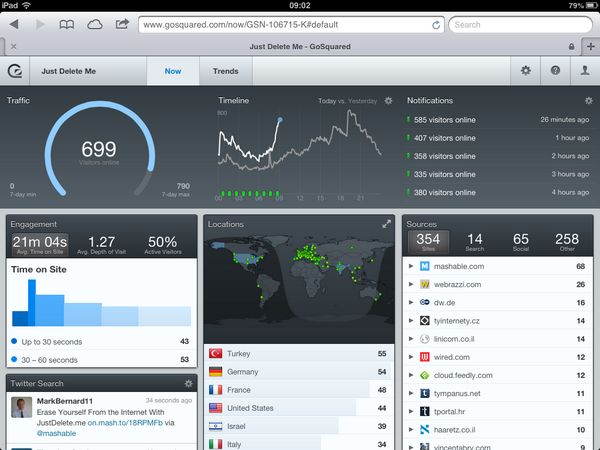 iPad
09:02
79%
www.gosquared.com/now/GSN-106715-K#default
Search
Just Delete Me - GoSquared
Just Delete Me
Now
Trends
Traffic
699
Visitors online
0
7-day min
790
7-day max
Timeline
Today vs. Yesterday
800
00 03 06 09 12 15 18 21
Notifications
585 visitors online 26 minutes ago
407 visitors online 1 hour ago
358 visitors online 2 hours ago
335 visitors online 3 hours ago
380 visitors online 4 hours ago
Engagement
21m 04s
Avg. Time on Site
1.27
Avg. Depth of Visit
50%
Active Visitors
Time on Site
Up to 30 seconds 43
30 – 60 seconds 53
Twitter Search
MarkBernard11 34 seconds ago
Erase Yourself From the Internet With
JustDelete.me on.mash.to/18RPMFb via
@mashable
Locations
Turkey 55
Germany 54
France 48
United States 44
Israel 39
Italy 34
Sources
354
Sites
14
Search
65
Social
258
Other
mashable.com 68
webrazzi.com 26
dw.de 16
tyinternety.cz 14
linicom.co.il 14
wired.com 12
cloud.feedly.com 12
tympanus.net 11
tportal.hr 11
haaretz.co.il 10
vincentabry.com 10